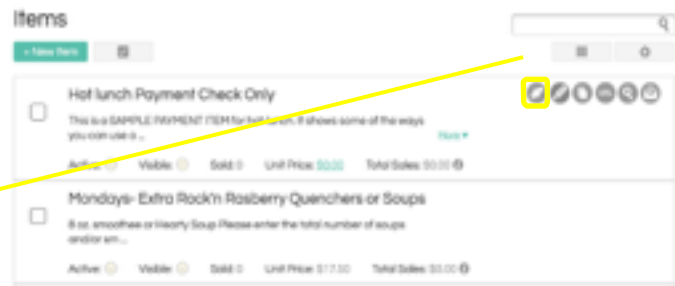 Items
+ New Item
Hot lunch Payment Check Only
This is a SAMPLE PAYMENT ITEM for hot lunch. It shows some of the ways
you can use a ...
More ▾
Active: Visible: Sold: 0 Unit Price: $0.00 Total Sales: $0.00
Mondays- Extra Rock'n Rasberry Quenchers or Soups
8 oz. smoothee or Hearty Soup Please enter the total number of soups
and/or sm ...
Active: Visible: Sold: 0 Unit Price: $17.50 Total Sales: $0.00